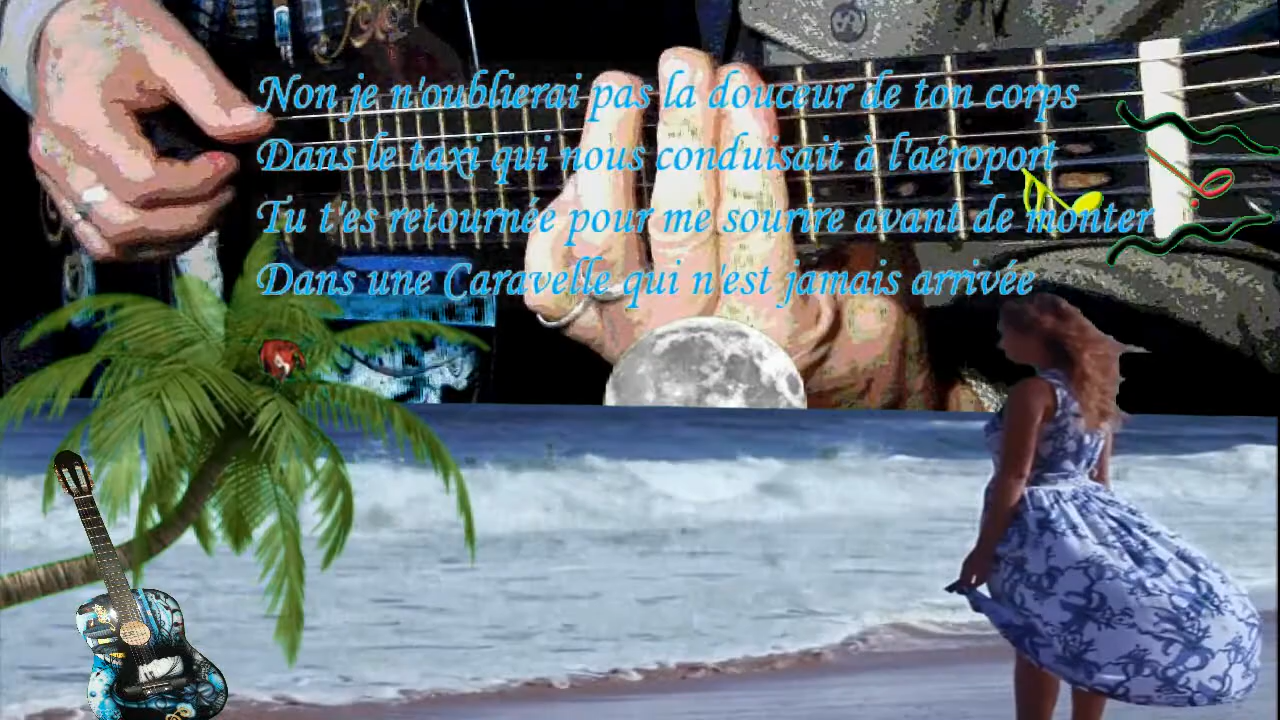 Non je n'oublierai pas la douceur de ton corps
Dans le taxi qui nous conduisait à l'aéroport
Tu t'es retournée pour me sourire avant de monter
Dans une Caravelle qui n'est jamais arrivée